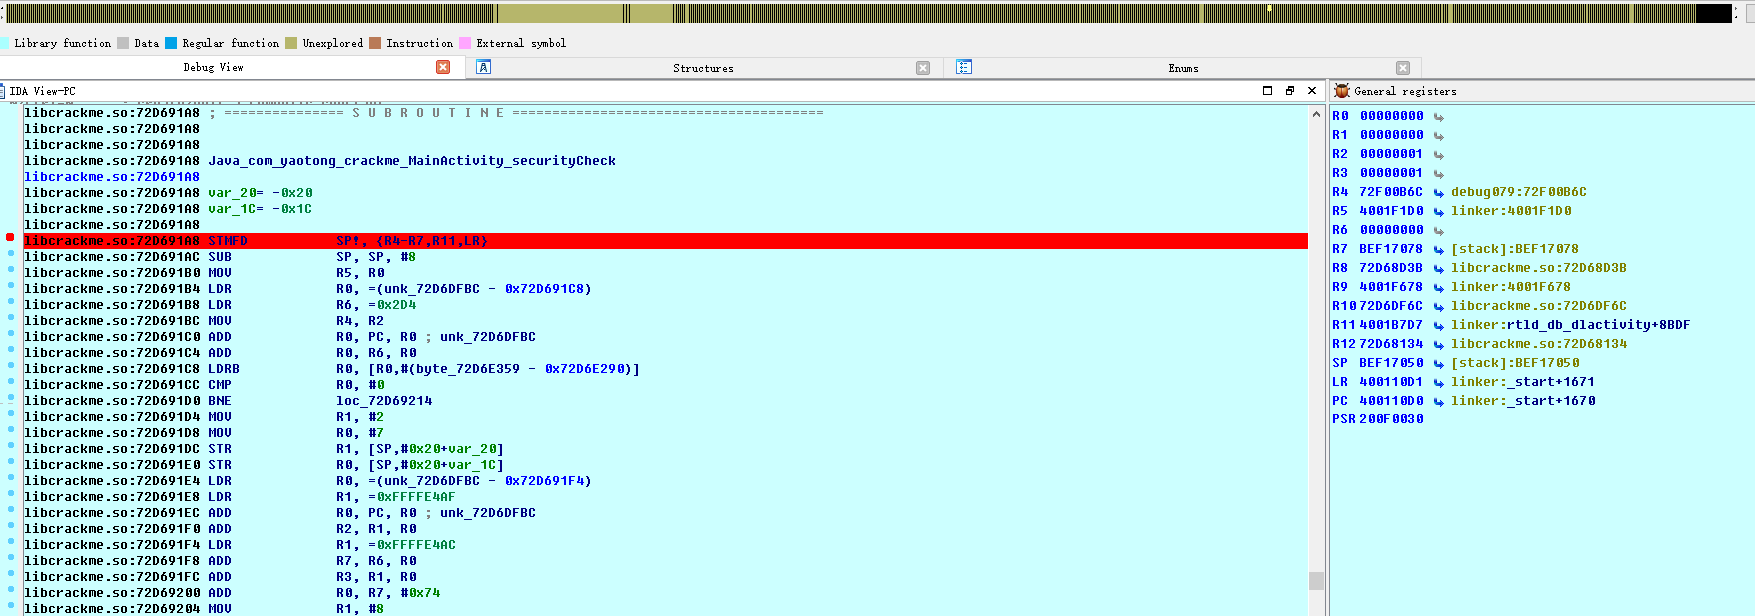 Library function Data Regular function Unexplored Instruction External symbol
Debug View Structures Enums
IDA View-PC
libcrackme.so:72D691A8 ; =============== S U B R O U T I N E =======================================
libcrackme.so:72D691A8
libcrackme.so:72D691A8
libcrackme.so:72D691A8 Java_com_yaotong_crackme_MainActivity_securityCheck
libcrackme.so:72D691A8
libcrackme.so:72D691A8 var_20= -0x20
libcrackme.so:72D691A8 var_1C= -0x1C
libcrackme.so:72D691A8
libcrackme.so:72D691A8 STMFD SP!, {R4-R7,R11,LR}
libcrackme.so:72D691AC SUB SP, SP, #8
libcrackme.so:72D691B0 MOV R5, R0
libcrackme.so:72D691B4 LDR R0, =(unk_72D6DFBC - 0x72D691C8)
libcrackme.so:72D691B8 LDR R6, =0x2D4
libcrackme.so:72D691BC MOV R4, R2
libcrackme.so:72D691C0 ADD R0, PC, R0 ; unk_72D6DFBC
libcrackme.so:72D691C4 ADD R0, R6, R0
libcrackme.so:72D691C8 LDRB R0, [R0,#(byte_72D6E359 - 0x72D6E290)]
libcrackme.so:72D691CC CMP R0, #0
libcrackme.so:72D691D0 BNE loc_72D69214
libcrackme.so:72D691D4 MOV R1, #2
libcrackme.so:72D691D8 MOV R0, #7
libcrackme.so:72D691DC STR R1, [SP,#0x20+var_20]
libcrackme.so:72D691E0 STR R0, [SP,#0x20+var_1C]
libcrackme.so:72D691E4 LDR R0, =(unk_72D6DFBC - 0x72D691F4)
libcrackme.so:72D691E8 LDR R1, =0xFFFFE4AF
libcrackme.so:72D691EC ADD R0, PC, R0 ; unk_72D6DFBC
libcrackme.so:72D691F0 ADD R2, R1, R0
libcrackme.so:72D691F4 LDR R1, =0xFFFFE4AC
libcrackme.so:72D691F8 ADD R7, R6, R0
libcrackme.so:72D691FC ADD R3, R1, R0
libcrackme.so:72D69200 ADD R0, R7, #0x74
libcrackme.so:72D69204 MOV R1, #8
General registers
R0 00000000
R1 00000000
R2 00000001
R3 00000001
R4 72F00B6C debug079:72F00B6C
R5 4001F1D0 linker:4001F1D0
R6 00000000
R7 BEF17078 [stack]:BEF17078
R8 72D68D3B libcrackme.so:72D68D3B
R9 4001F678 linker:4001F678
R10 72D6DF6C libcrackme.so:72D6DF6C
R11 4001B7D7 linker:rtld_db_dlactivity+8BDF
R12 72D68134 libcrackme.so:72D68134
SP BEF17050 [stack]:BEF17050
LR 400110D1 linker:_start+1671
PC 400110D0 linker:_start+1670
PSR 200F0030